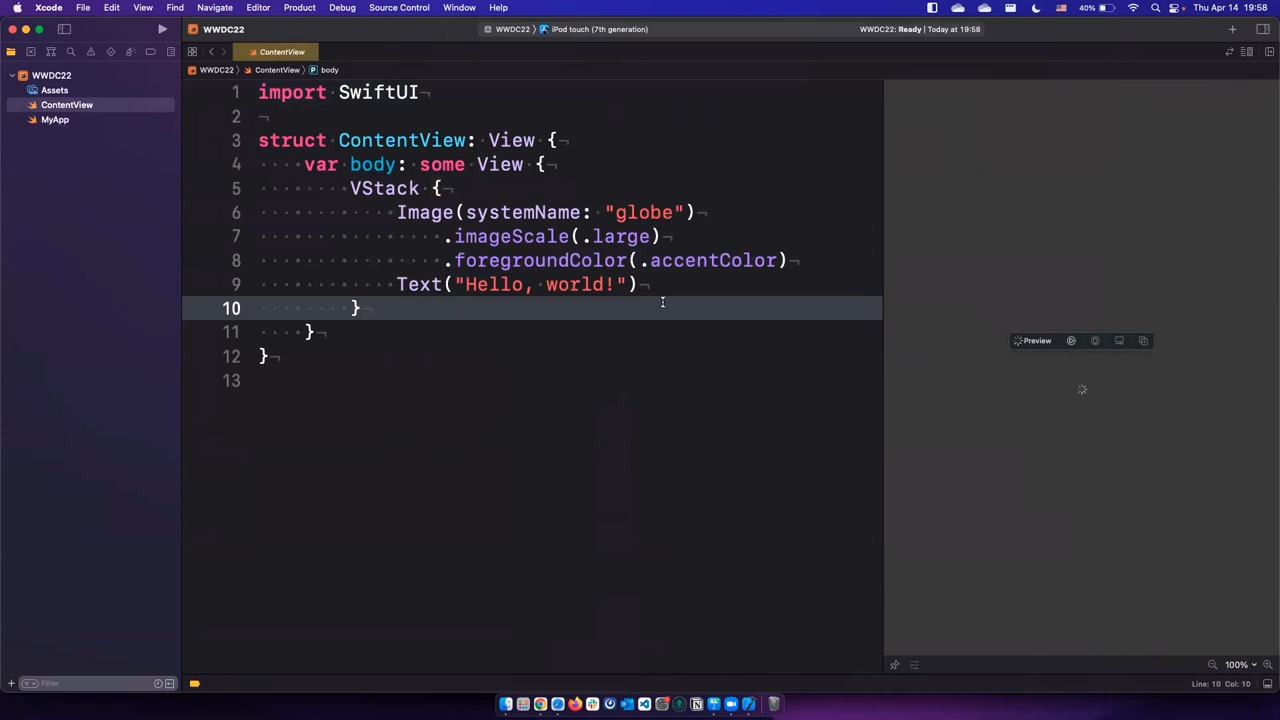 Xcode File Edit View Find Navigate Editor Product Debug Source Control Window Help 40% Thu Apr 14 19:58
WWDC22 WWDC22 〉 iPod touch (7th generation) WWDC22: Ready | Today at 19:58
ContentView
WWDC22 〉 ContentView 〉 P body
WWDC22
Assets
ContentView
MyApp
1 import SwiftUI¬
2 ¬
3 struct ContentView: View {¬
4 ····var·body:·some·View·{¬
5 ········VStack·{¬
6 ············Image(systemName:·"globe")¬
7 ················.imageScale(.large)¬
8 ················.foregroundColor(.accentColor)¬
9 ············Text("Hello,·world!")¬
10 ········}¬
11 ····}¬
12 }¬
13
Preview
Filter
100%
Line: 10 Col: 10